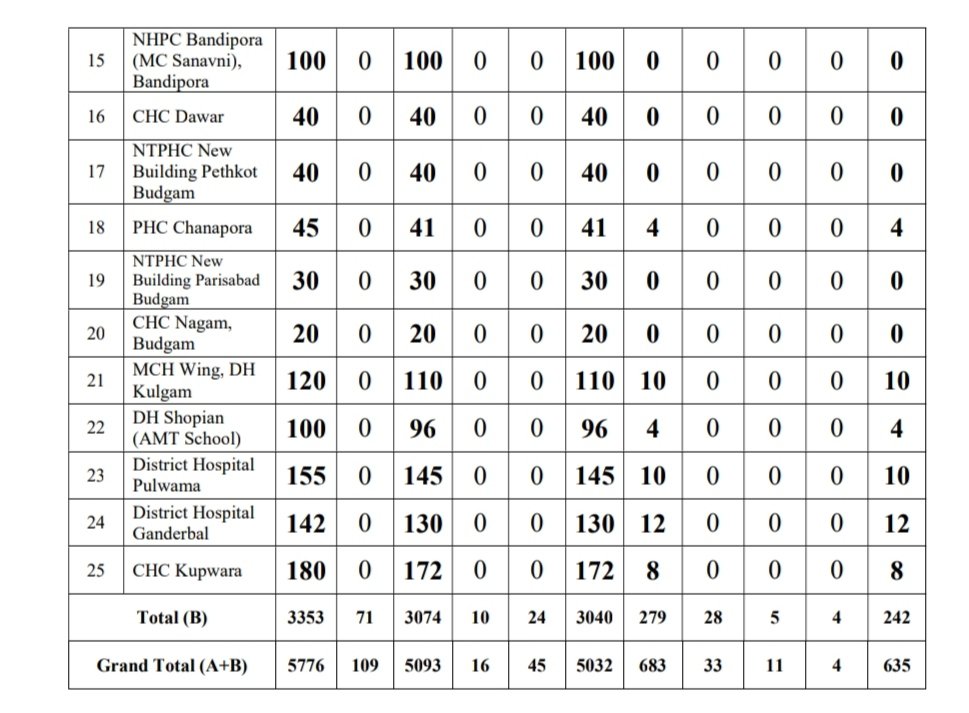 15 NHPC Bandipora (MC Sanavni), Bandipora 100 0 100 0 0 100 0 0 0 0 0
16 CHC Dawar 40 0 40 0 0 40 0 0 0 0 0
17 NTPHC New Building Pethkot Budgam 40 0 40 0 0 40 0 0 0 0 0
18 PHC Chanapora 45 0 41 0 0 41 4 0 0 0 4
19 NTPHC New Building Parisabad Budgam 30 0 30 0 0 30 0 0 0 0 0
20 CHC Nagam, Budgam 20 0 20 0 0 20 0 0 0 0 0
21 MCH Wing, DH Kulgam 120 0 110 0 0 110 10 0 0 0 10
22 DH Shopian (AMT School) 100 0 96 0 0 96 4 0 0 0 4
23 District Hospital Pulwama 155 0 145 0 0 145 10 0 0 0 10
24 District Hospital Ganderbal 142 0 130 0 0 130 12 0 0 0 12
25 CHC Kupwara 180 0 172 0 0 172 8 0 0 0 8
Total (B) 3353 71 3074 10 24 3040 279 28 5 4 242
Grand Total (A+B) 5776 109 5093 16 45 5032 683 33 11 4 635